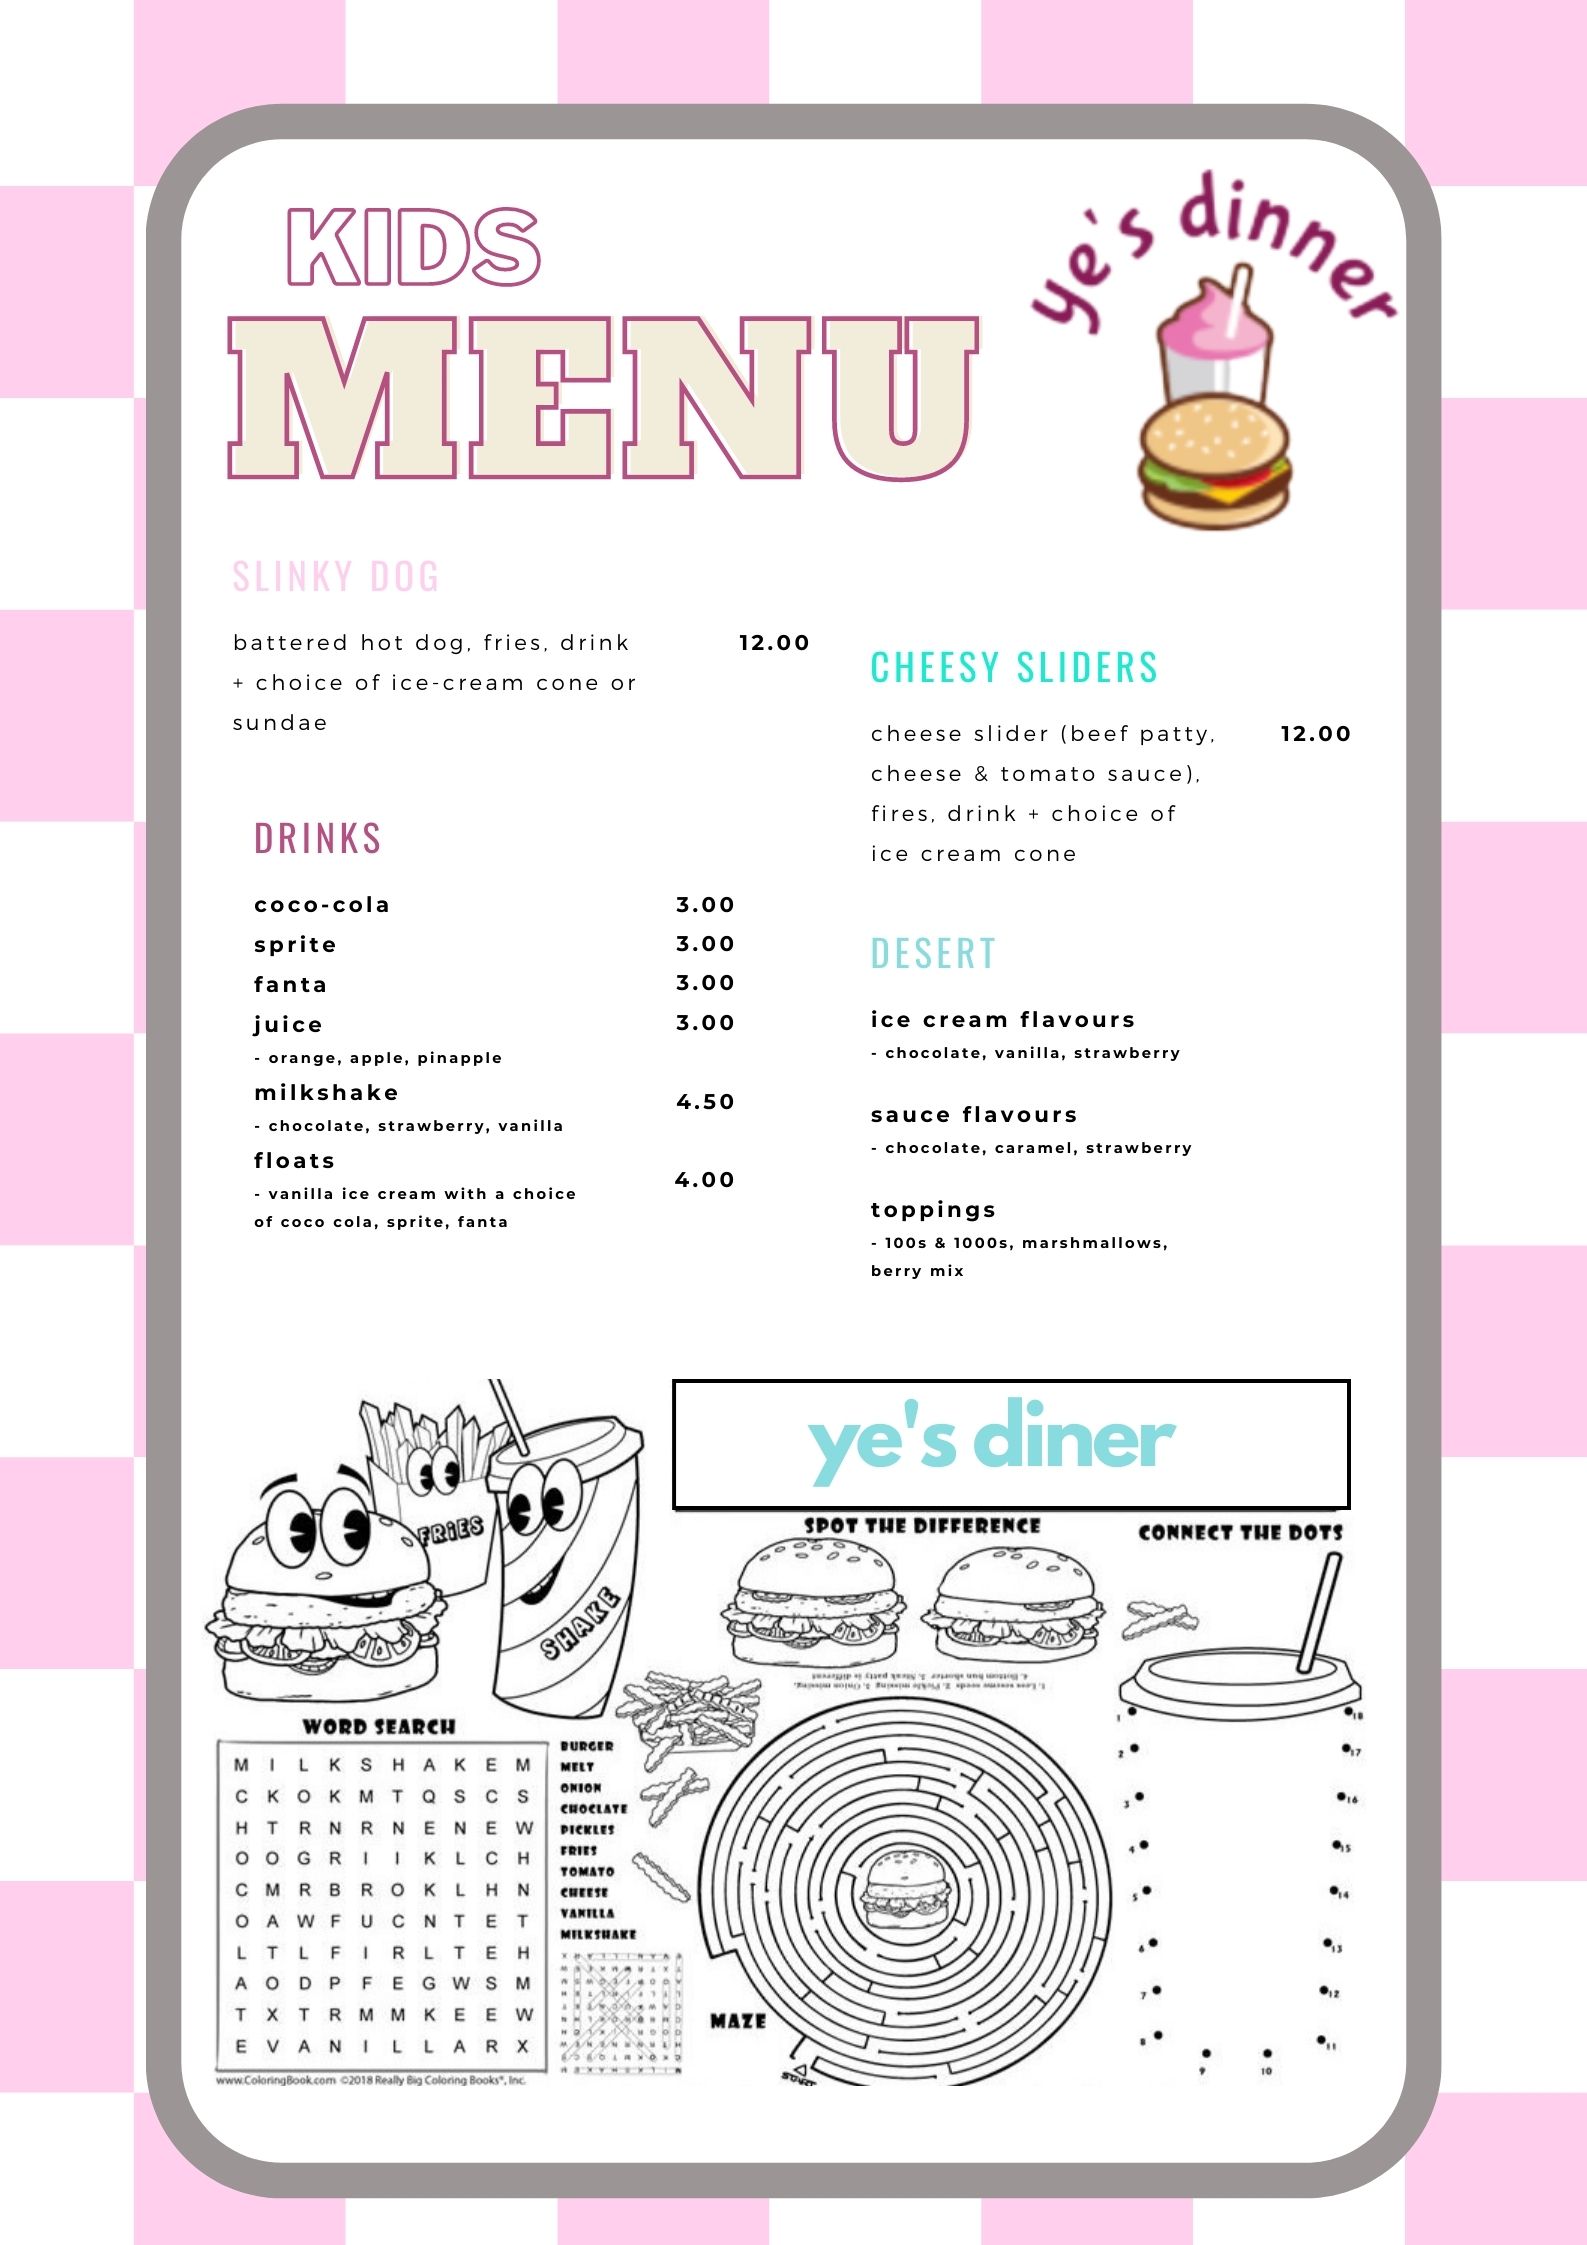 KIDS
MENU
ye's dinner
SLINKY DOG
battered hot dog, fries, drink 12.00
+ choice of ice-cream cone or
sundae
DRINKS
coco-cola 3.00
sprite 3.00
fanta 3.00
juice 3.00
- orange, apple, pinapple
milkshake 4.50
- chocolate, strawberry, vanilla
floats 4.00
- vanilla ice cream with a choice
of coco cola, sprite, fanta
CHEESY SLIDERS
cheese slider (beef patty, 12.00
cheese & tomato sauce),
fires, drink + choice of
ice cream cone
DESERT
ice cream flavours
- chocolate, vanilla, strawberry
sauce flavours
- chocolate, caramel, strawberry
toppings
- 100s & 1000s, marshmallows,
berry mix
FRIES
SHAKE
ye's diner
SPOT THE DIFFERENCE
1. Less sesame seeds 2. Pickle missing 3. Onion missing.
4. Bottom bun shorter 5. Steak patty is different
CONNECT THE DOTS
1
2
3
4
5
6
7
8
9
10
11
12
13
14
15
16
17
18
WORD SEARCH
M I L K S H A K E M
C K O K M T Q S C S
H T R N R N E N E W
O O G R I I K L C H
C M R B R O K L H N
O A W F U C N T E T
L T L F I R L T E H
A O D P F E G W S M
T X T R M M K E E W
E V A N I L L A R X
BURGER
MELT
ONION
CHOCLATE
PICKLES
FRIES
TOMATO
CHEESE
VANILLA
MILKSHAKE
MAZE
START
www.ColoringBook.com ©2018 Really Big Coloring Books®, Inc.